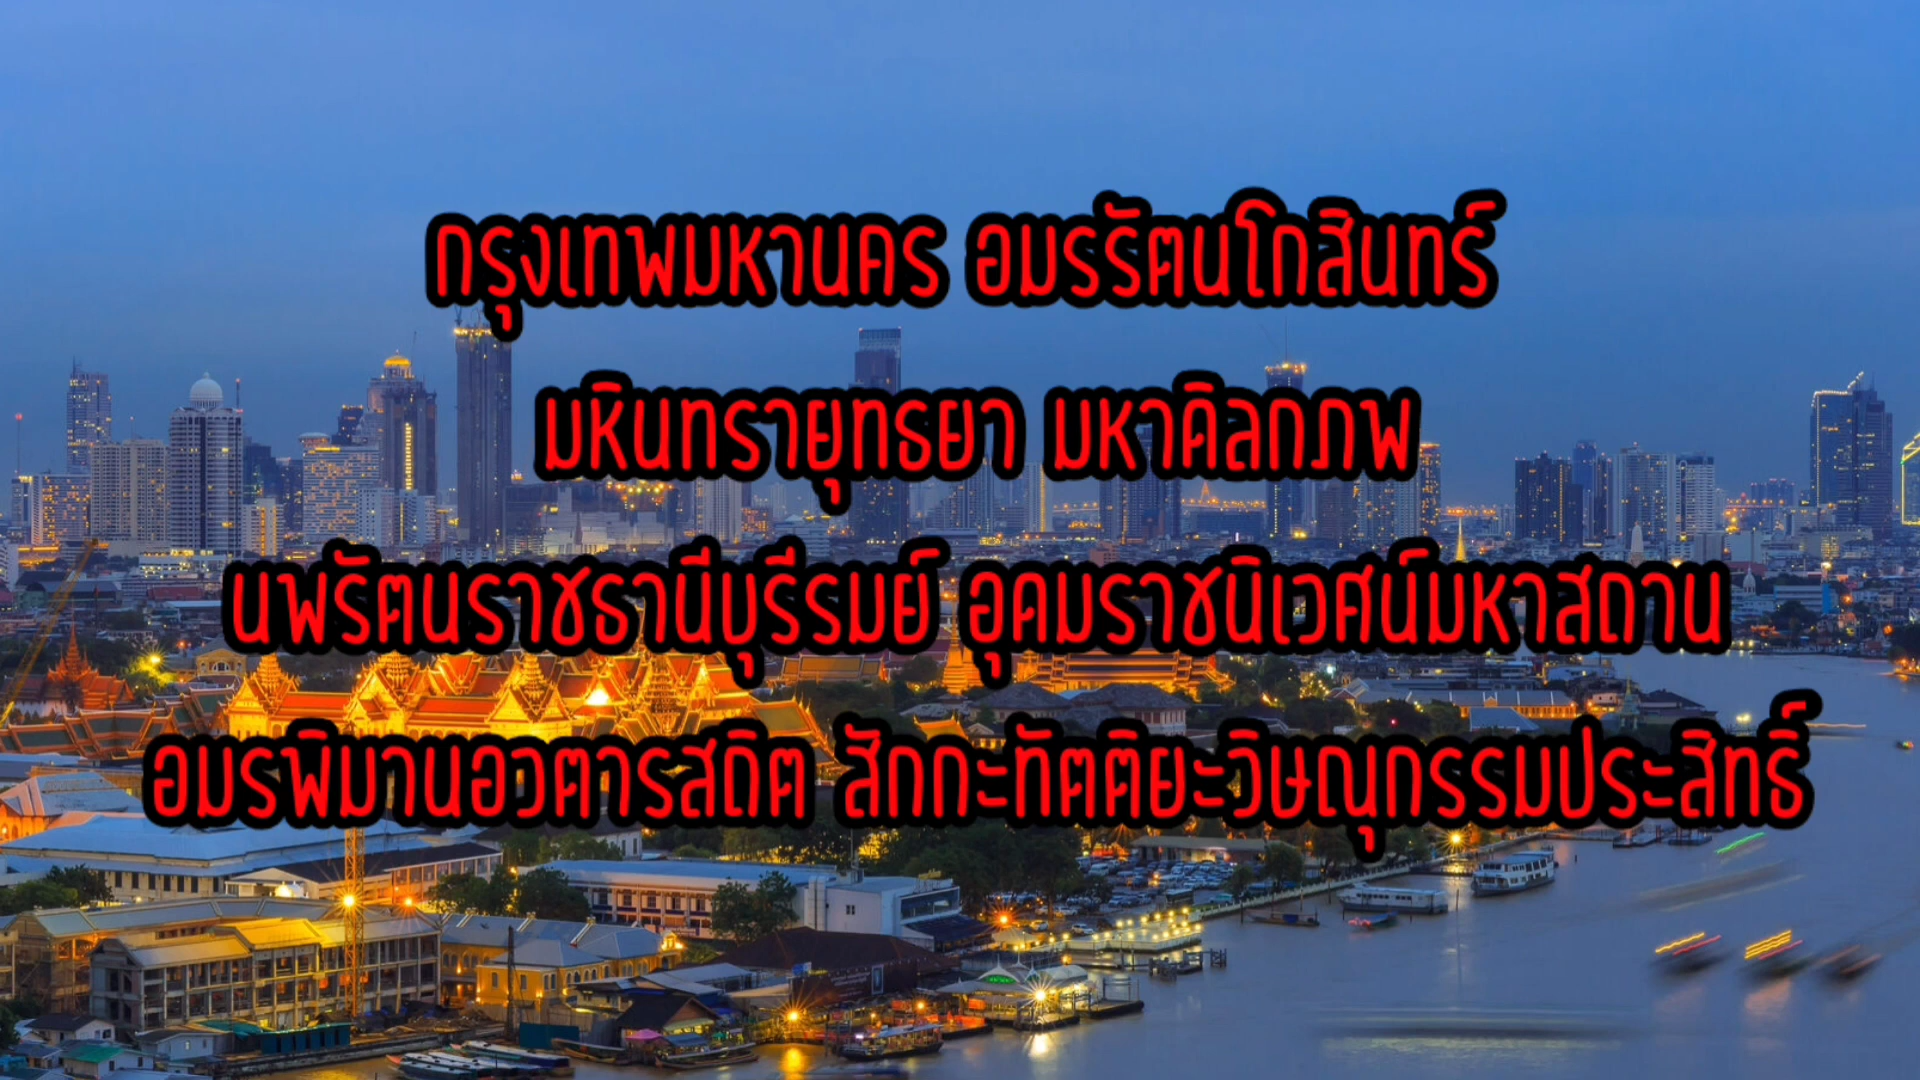 กรุงเทพมหานคร อมรรัตนโกสินทร์
มหินทรายุทธยา มหาดิลกภพ
นพรัตนราชธานีบุรีรมย์ อุดมราชนิเวศน์มหาสถาน
อมรพิมานอวตารสถิต สักกะทัตติยะวิษณุกรรมประสิทธิ์